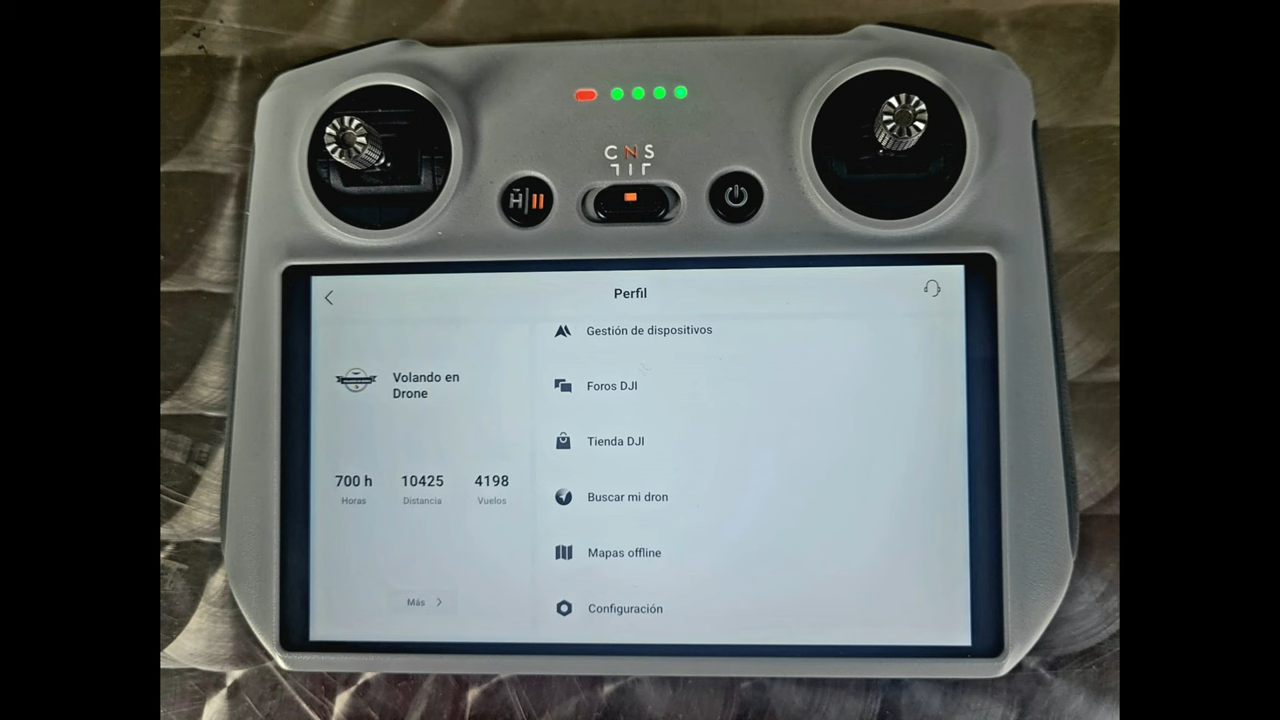 C N S
H
Perfil
Gestión de dispositivos
Volando en
Drone
Foros DJI
Tienda DJI
700 h
10425
4198
Horas
Distancia
Vuelos
Buscar mi dron
Mapas offline
Más
Configuración